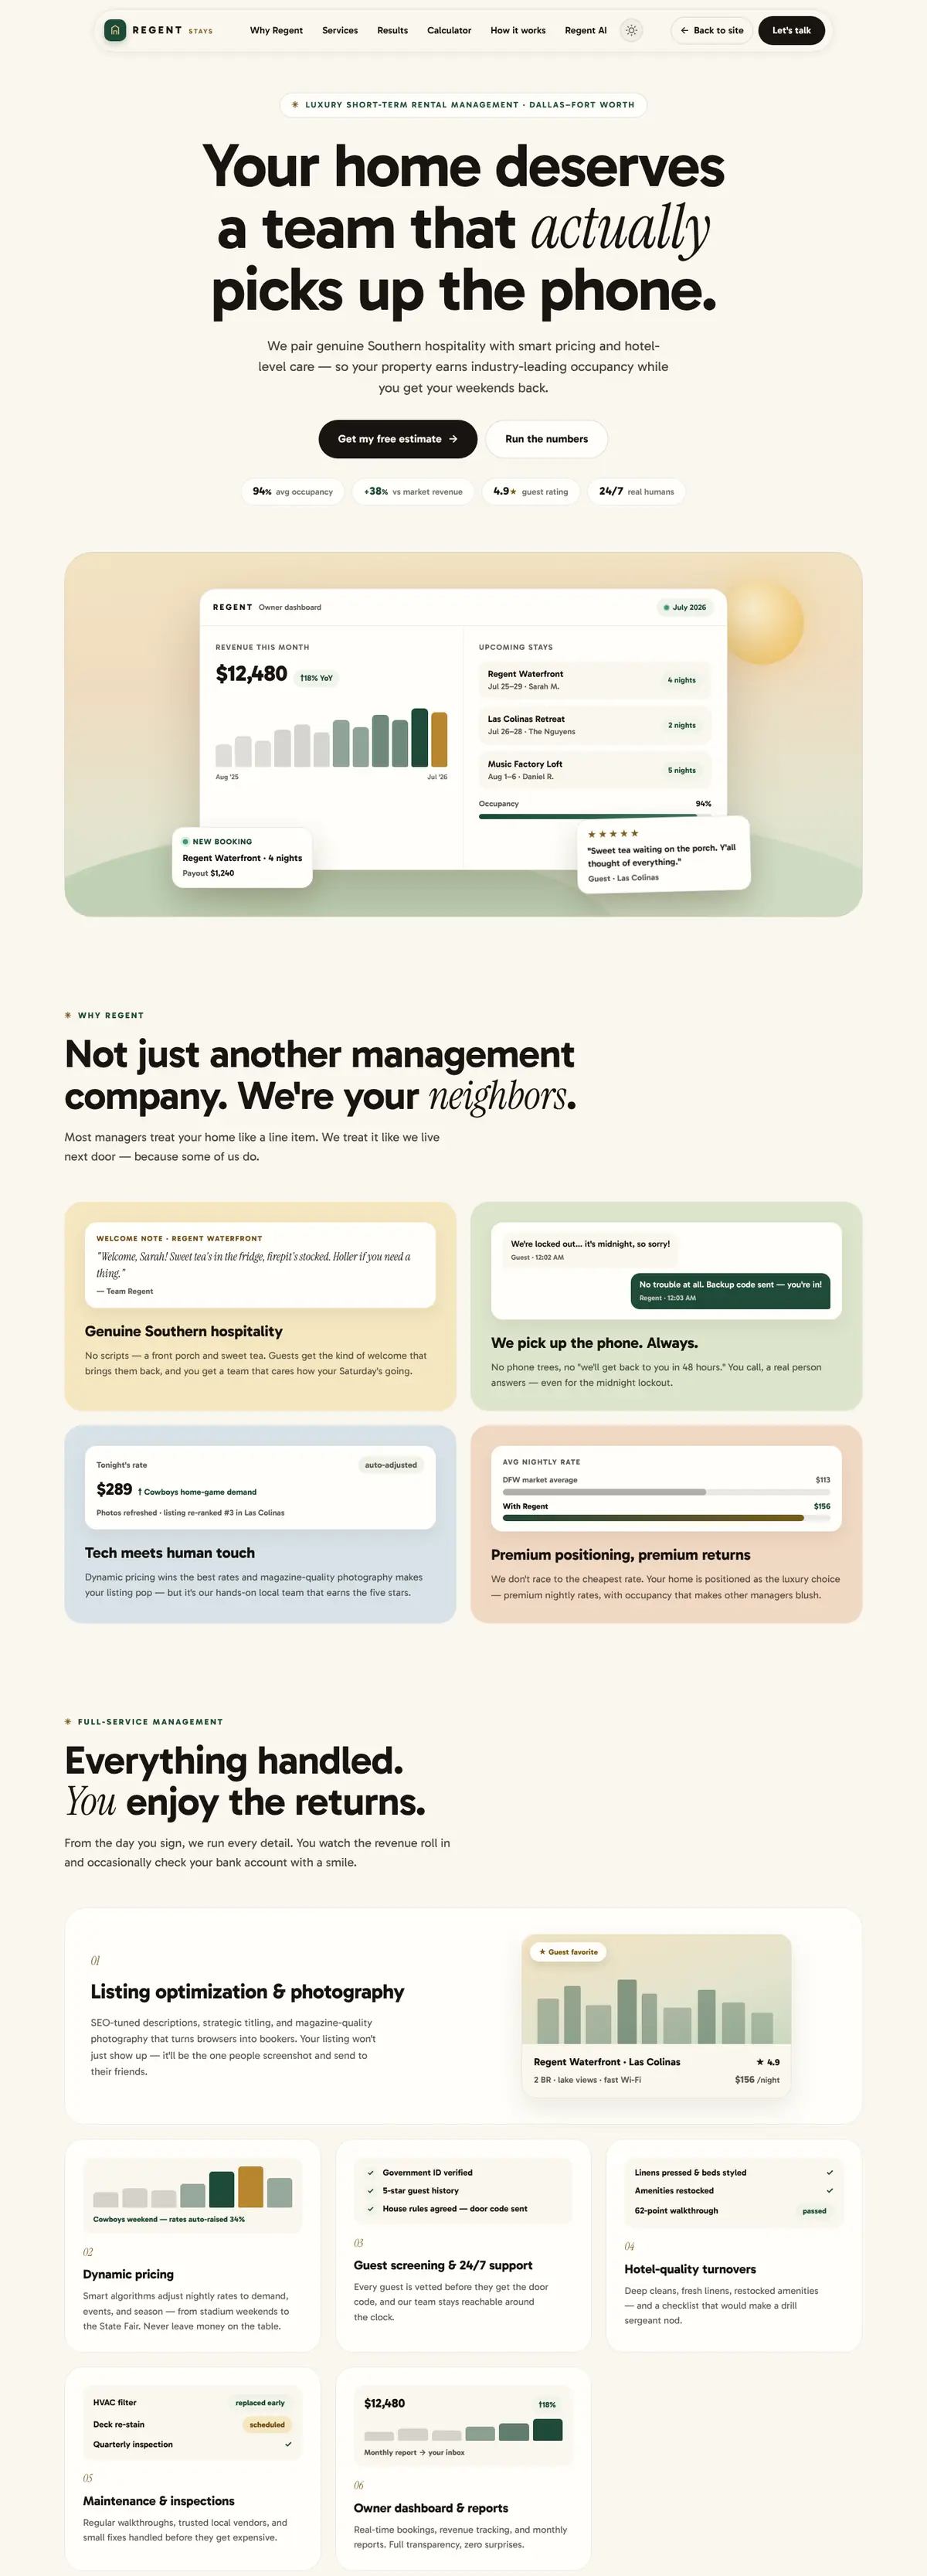 REGENT STAYS
Why Regent
Services
Results
Calculator
How it works
Regent AI
← Back to site
Let's talk
✳ LUXURY SHORT-TERM RENTAL MANAGEMENT · DALLAS–FORT WORTH
Your home deserves
a team that actually
picks up the phone.
We pair genuine Southern hospitality with smart pricing and hotel-
level care — so your property earns industry-leading occupancy while
you get your weekends back.
Get my free estimate →
Run the numbers
94% avg occupancy
+38% vs market revenue
4.9★ guest rating
24/7 real humans
REGENT Owner dashboard
July 2026
REVENUE THIS MONTH
$12,480 ↑18% YoY
Aug '25
Jul '26
UPCOMING STAYS
Regent Waterfront
Jul 25–29 · Sarah M.
4 nights
Las Colinas Retreat
Jul 26–28 · The Nguyens
2 nights
Music Factory Loft
Aug 1–6 · Daniel R.
5 nights
Occupancy
94%
NEW BOOKING
Regent Waterfront · 4 nights
Payout $1,240
★★★★★
"Sweet tea waiting on the porch. Y'all
thought of everything."
Guest · Las Colinas
✳ WHY REGENT
Not just another management
company. We're your neighbors.
Most managers treat your home like a line item. We treat it like we live
next door — because some of us do.
WELCOME NOTE · REGENT WATERFRONT
"Welcome, Sarah! Sweet tea's in the fridge, firepit's stocked. Holler if you need a
thing."
— Team Regent
Genuine Southern hospitality
No scripts — a front porch and sweet tea. Guests get the kind of welcome that
brings them back, and you get a team that cares how your Saturday's going.
We're locked out… it's midnight, so sorry!
Guest · 12:02 AM
No trouble at all. Backup code sent — you're in!
Regent · 12:03 AM
We pick up the phone. Always.
No phone trees, no "we'll get back to you in 48 hours." You call, a real person
answers — even for the midnight lockout.
Tonight's rate
auto-adjusted
$289 ↑ Cowboys home-game demand
Photos refreshed · listing re-ranked #3 in Las Colinas
Tech meets human touch
Dynamic pricing wins the best rates and magazine-quality photography makes
your listing pop — but it's our hands-on local team that earns the five stars.
AVG NIGHTLY RATE
DFW market average
$113
With Regent
$156
Premium positioning, premium returns
We don't race to the cheapest rate. Your home is positioned as the luxury choice
— premium nightly rates, with occupancy that makes other managers blush.
✳ FULL-SERVICE MANAGEMENT
Everything handled.
You enjoy the returns.
From the day you sign, we run every detail. You watch the revenue roll in
and occasionally check your bank account with a smile.
01
Listing optimization & photography
SEO-tuned descriptions, strategic titling, and magazine-quality
photography that turns browsers into bookers. Your listing won't
just show up — it'll be the one people screenshot and send to
their friends.
★ Guest favorite
Regent Waterfront · Las Colinas
★ 4.9
2 BR · lake views · fast Wi-Fi
$156 /night
Cowboys weekend — rates auto-raised 34%
02
Dynamic pricing
Smart algorithms adjust nightly rates to demand,
events, and season — from stadium weekends to
the State Fair. Never leave money on the table.
✓ Government ID verified
✓ 5-star guest history
✓ House rules agreed — door code sent
03
Guest screening & 24/7 support
Every guest is vetted before they get the door
code, and our team stays reachable around
the clock.
Linens pressed & beds styled ✓
Amenities restocked ✓
62-point walkthrough passed
04
Hotel-quality turnovers
Deep cleans, fresh linens, restocked amenities
— and a checklist that would make a drill
sergeant nod.
HVAC filter replaced early
Deck re-stain scheduled
Quarterly inspection ✓
05
Maintenance & inspections
Regular walkthroughs, trusted local vendors, and
small fixes handled before they get expensive.
$12,480 ↑18%
Monthly report → your inbox
06
Owner dashboard & reports
Real-time bookings, revenue tracking, and monthly
reports. Full transparency, zero surprises.